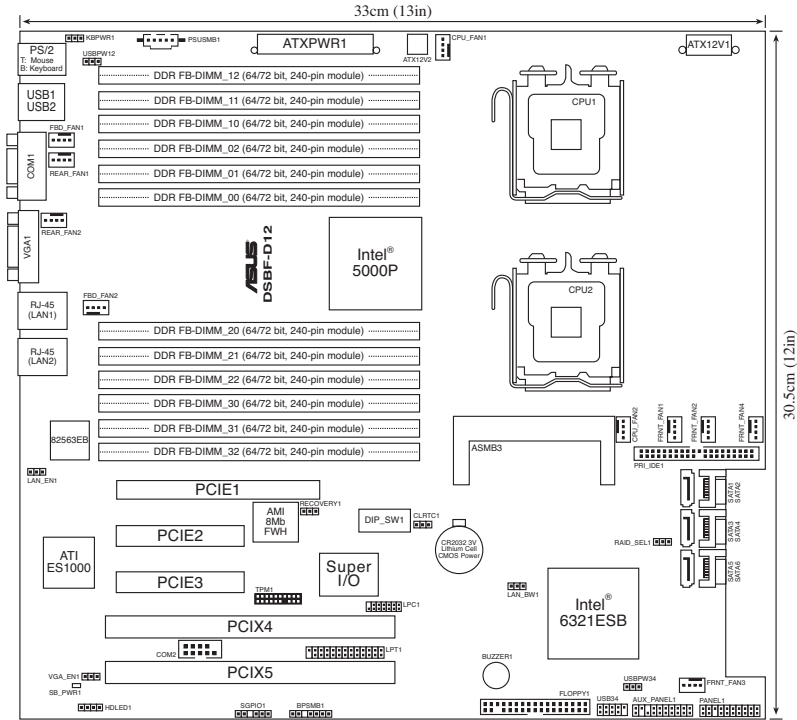 33cm (13in)
KBPWR1
PSUSMB1
ATXPWR1
CPU_FAN1
ATX12V2
ATX12V1
PS/2
T: Mouse
B: Keyboard
USBPW12
USB1
USB2
DDR FB-DIMM_12 (64/72 bit, 240-pin module)
DDR FB-DIMM_11 (64/72 bit, 240-pin module)
DDR FB-DIMM_10 (64/72 bit, 240-pin module)
DDR FB-DIMM_02 (64/72 bit, 240-pin module)
DDR FB-DIMM_01 (64/72 bit, 240-pin module)
DDR FB-DIMM_00 (64/72 bit, 240-pin module)
CPU1
FBD_FAN1
COM1
REAR_FAN1
VGA1
REAR_FAN2
ASUS
DSBF-D12
Intel®
5000P
CPU2
RJ-45
(LAN1)
FBD_FAN2
RJ-45
(LAN2)
DDR FB-DIMM_20 (64/72 bit, 240-pin module)
DDR FB-DIMM_21 (64/72 bit, 240-pin module)
DDR FB-DIMM_22 (64/72 bit, 240-pin module)
DDR FB-DIMM_30 (64/72 bit, 240-pin module)
DDR FB-DIMM_31 (64/72 bit, 240-pin module)
DDR FB-DIMM_32 (64/72 bit, 240-pin module)
30.5cm (12in)
82563EB
LAN_EN1
ASMB3
CPU_FAN2
FRNT_FAN1
FRNT_FAN2
FRNT_FAN4
PRI_IDE1
PCIE1
RECOVERY1
AMI
8Mb
FWH
DIP_SW1
CLRTC1
SATA1
SATA2
PCIE2
CR2032 3V
Lithium Cell
CMOS Power
RAID_SEL1
SATA3
SATA4
ATI
ES1000
PCIE3
Super
I/O
SATA5
SATA6
TPM1
LPC1
LAN_BW1
Intel®
6321ESB
PCIX4
COM2
LPT1
PCIX5
BUZZER1
VGA_EN1
SB_PWR1
HDLED1
SGPIO1
BPSMB1
FLOPPY1
USBPW34
USB34
AUX_PANEL1
FRNT_FAN3
PANEL1